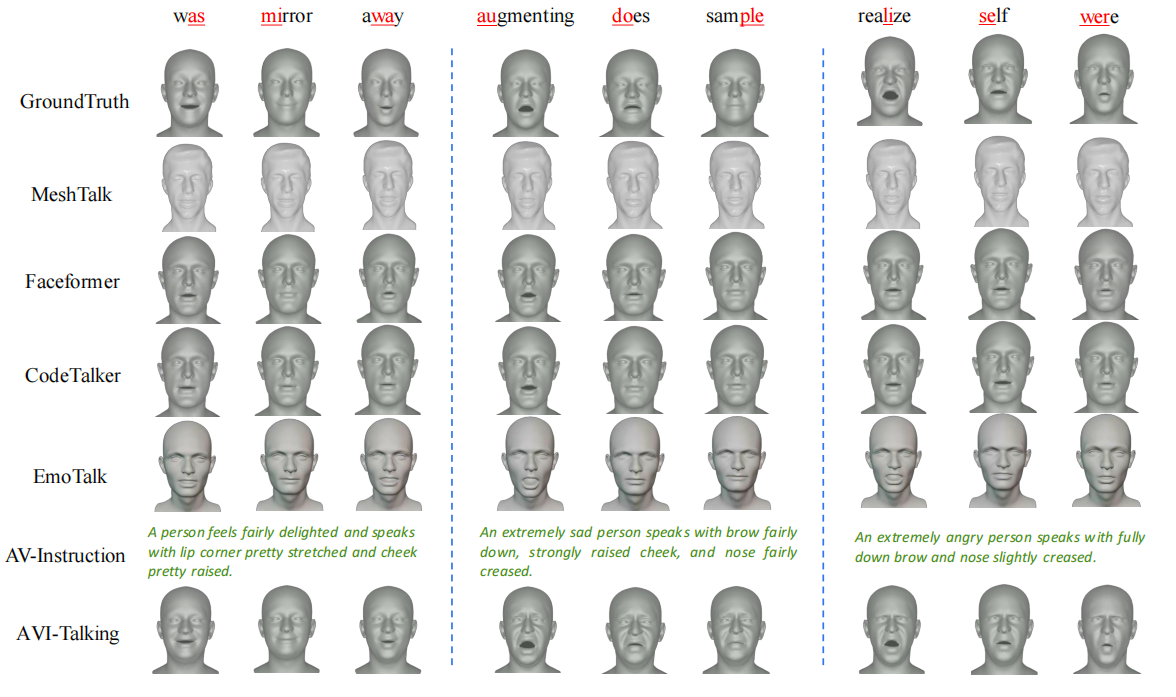 was mirror away augmenting does sample realize self were
GroundTruth
MeshTalk
Faceformer
CodeTalker
EmoTalk
AV-Instruction
A person feels fairly delighted and speaks
with lip corner pretty stretched and cheek
pretty raised.
An extremely sad person speaks with brow fairly
down, strongly raised cheek, and nose fairly
creased.
An extremely angry person speaks with fully
down brow and nose slightly creased.
AVI-Talking